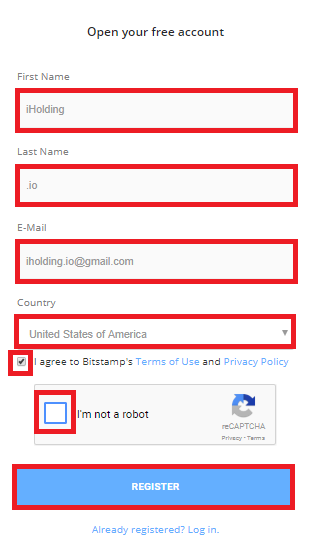 Open your free account
First Name
iHolding
Last Name
.io
E-Mail
iholding.io@gmail.com
Country
United States of America
I agree to Bitstamp's Terms of Use and Privacy Policy
I'm not a robot
reCAPTCHA
Privacy - Terms
REGISTER
Already registered? Log in.